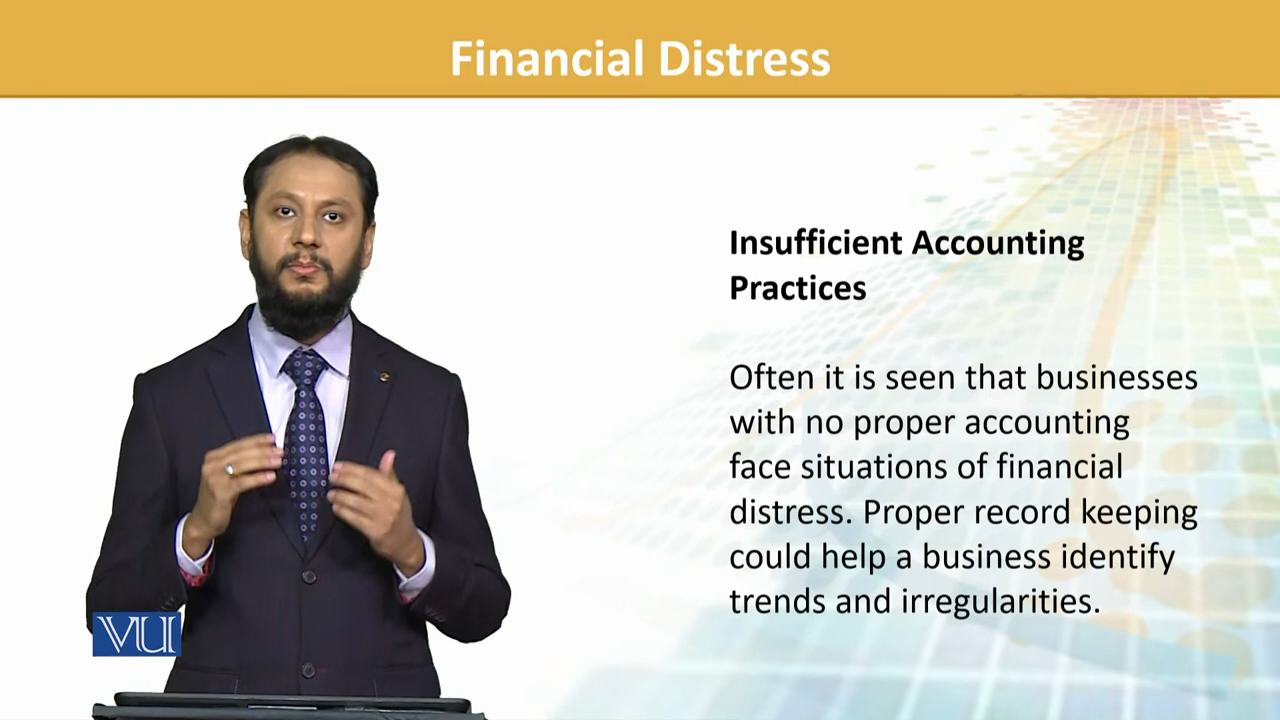 Financial Distress
Insufficient Accounting
Practices
Often it is seen that businesses
with no proper accounting
face situations of financial
distress. Proper record keeping
could help a business identify
trends and irregularities.
VU